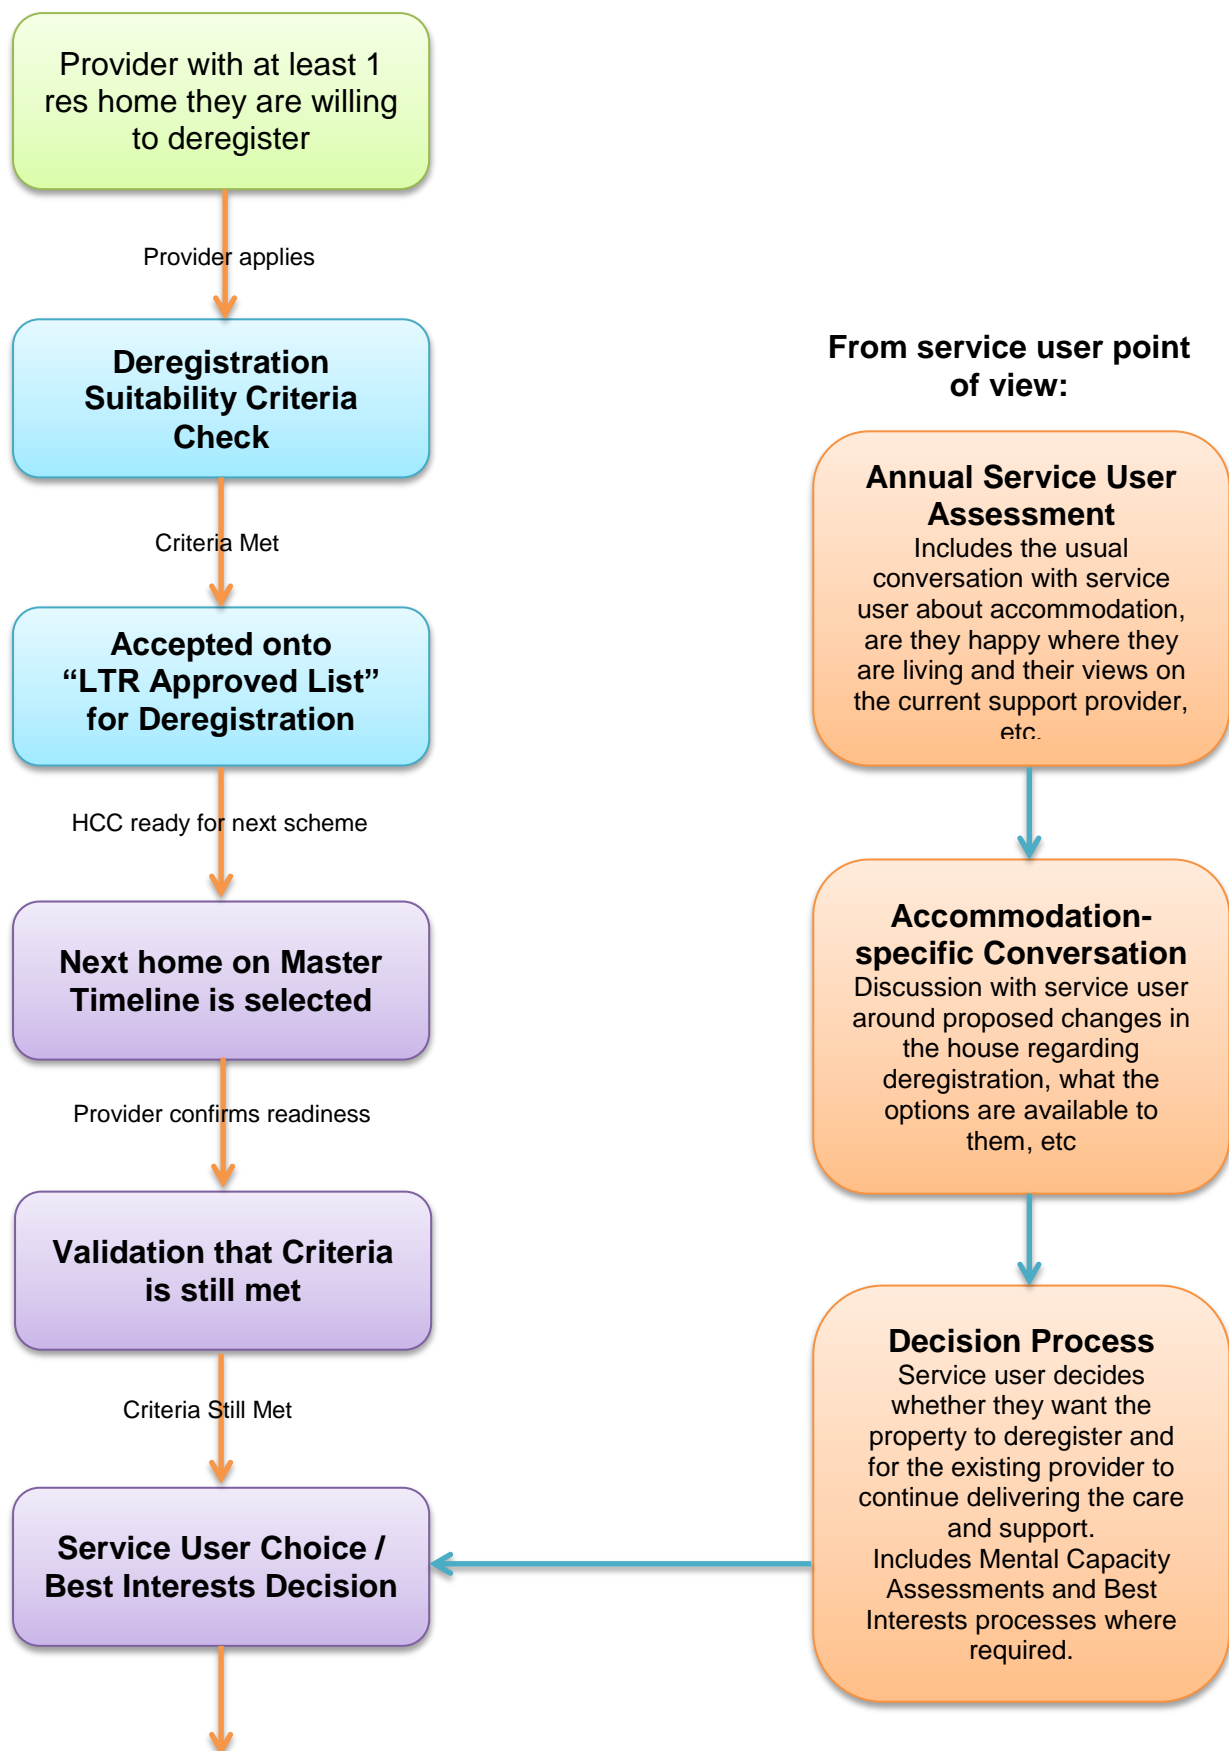 Provider with at least 1
res home they are willing
to deregister
Provider applies
Deregistration
Suitability Criteria
Check
Criteria Met
Accepted onto
“LTR Approved List”
for Deregistration
HCC ready for next scheme
Next home on Master
Timeline is selected
Provider confirms readiness
Validation that Criteria
is still met
Criteria Still Met
Service User Choice /
Best Interests Decision
From service user point
of view:
Annual Service User
Assessment
Includes the usual
conversation with service
user about accommodation,
are they happy where they
are living and their views on
the current support provider,
etc.
Accommodation-
specific Conversation
Discussion with service user
around proposed changes in
the house regarding
deregistration, what the
options are available to
them, etc
Decision Process
Service user decides
whether they want the
property to deregister and
for the existing provider to
continue delivering the care
and support.
Includes Mental Capacity
Assessments and Best
Interests processes where
required.